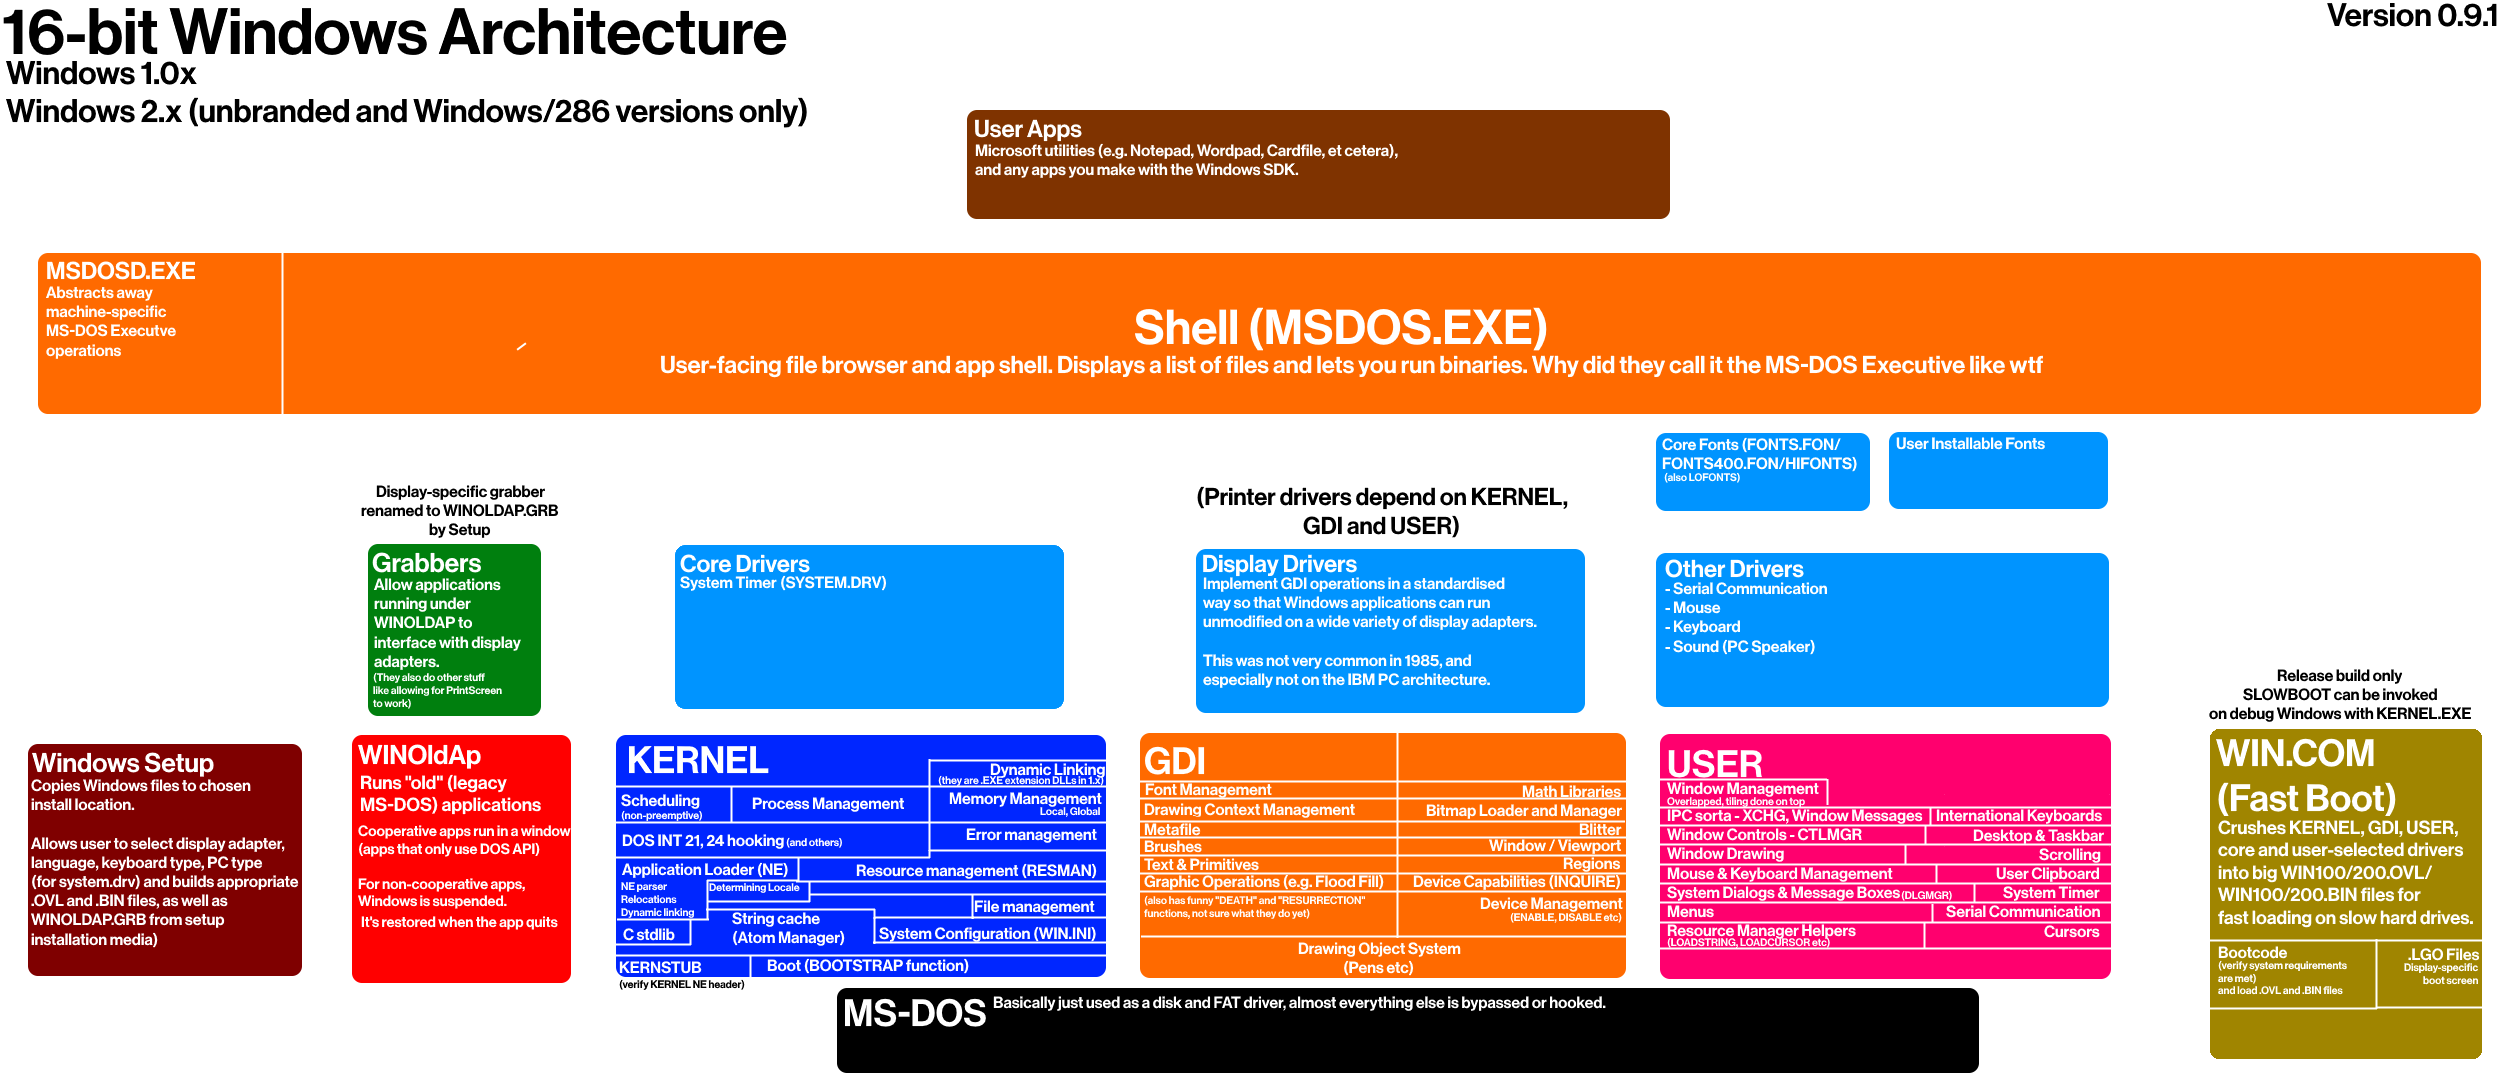 16-bit Windows Architecture
Version 0.9.1
Windows 1.0x
Windows 2.x (unbranded and Windows/286 versions only)
User Apps
Microsoft utilities (e.g. Notepad, Wordpad, Cardfile, et cetera),
and any apps you make with the Windows SDK.
MSDOSD.EXE
Abstracts away
machine-specific
MS-DOS Executve
operations
Shell (MSDOS.EXE)
User-facing file browser and app shell. Displays a list of files and lets you run binaries. Why did they call it the MS-DOS Executive like wtf
Core Fonts (FONTS.FON/
FONTS400.FON/HIFONTS)
(also LOFONTS)
User Installable Fonts
Display-specific grabber
renamed to WINOLDAP.GRB
by Setup
Grabbers
Allow applications
running under
WINOLDAP to
interface with display
adapters.
(They also do other stuff
like allowing for PrintScreen
to work)
Core Drivers
System Timer (SYSTEM.DRV)
(Printer drivers depend on KERNEL,
GDI and USER)
Display Drivers
Implement GDI operations in a standardised
way so that Windows applications can run
unmodified on a wide variety of display adapters.
This was not very common in 1985, and
especially not on the IBM PC architecture.
Other Drivers
- Serial Communication
- Mouse
- Keyboard
- Sound (PC Speaker)
Windows Setup
Copies Windows files to chosen
install location.
Allows user to select display adapter,
language, keyboard type, PC type
(for system.drv) and builds appropriate
.OVL and .BIN files, as well as
WINOLDAP.GRB from setup
installation media)
WINOldAp
Runs "old" (legacy
MS-DOS) applications
Cooperative apps run in a window
(apps that only use DOS API)
For non-cooperative apps,
Windows is suspended.
It's restored when the app quits
KERNEL
Dynamic Linking
(they are .EXE extension DLLs in 1.x)
Scheduling
(non-preemptive)
Process Management
Memory Management
Local, Global
DOS INT 21, 24 hooking (and others)
Error management
Application Loader (NE)
NE parser
Relocations
Dynamic linking
Resource management (RESMAN)
Determining Locale
File management
C stdlib
String cache
(Atom Manager)
System Configuration (WIN.INI)
KERNSTUB
(verify KERNEL NE header)
Boot (BOOTSTRAP function)
GDI
Font Management
Math Libraries
Drawing Context Management
Bitmap Loader and Manager
Metafile
Blitter
Brushes
Window / Viewport
Text & Primitives
Regions
Graphic Operations (e.g. Flood Fill)
Device Capabilities (INQUIRE)
(also has funny "DEATH" and "RESURRECTION"
functions, not sure what they do yet)
Device Management
(ENABLE, DISABLE etc)
Drawing Object System
(Pens etc)
USER
Window Management
Overlapped, tiling done on top
IPC sorta - XCHG, Window Messages
International Keyboards
Window Controls - CTLMGR
Desktop & Taskbar
Window Drawing
Scrolling
Mouse & Keyboard Management
User Clipboard
System Dialogs & Message Boxes (DLGMGR)
System Timer
Menus
Serial Communication
Resource Manager Helpers
(LOADSTRING, LOADCURSOR etc)
Cursors
Release build only
SLOWBOOT can be invoked
on debug Windows with KERNEL.EXE
WIN.COM
(Fast Boot)
Crushes KERNEL, GDI, USER,
core and user-selected drivers
into big WIN100/200.OVL/
WIN100/200.BIN files for
fast loading on slow hard drives.
Bootcode
(verify system requirements
are met)
and load .OVL and .BIN files
.LGO Files
Display-specific
boot screen
MS-DOS
Basically just used as a disk and FAT driver, almost everything else is bypassed or hooked.